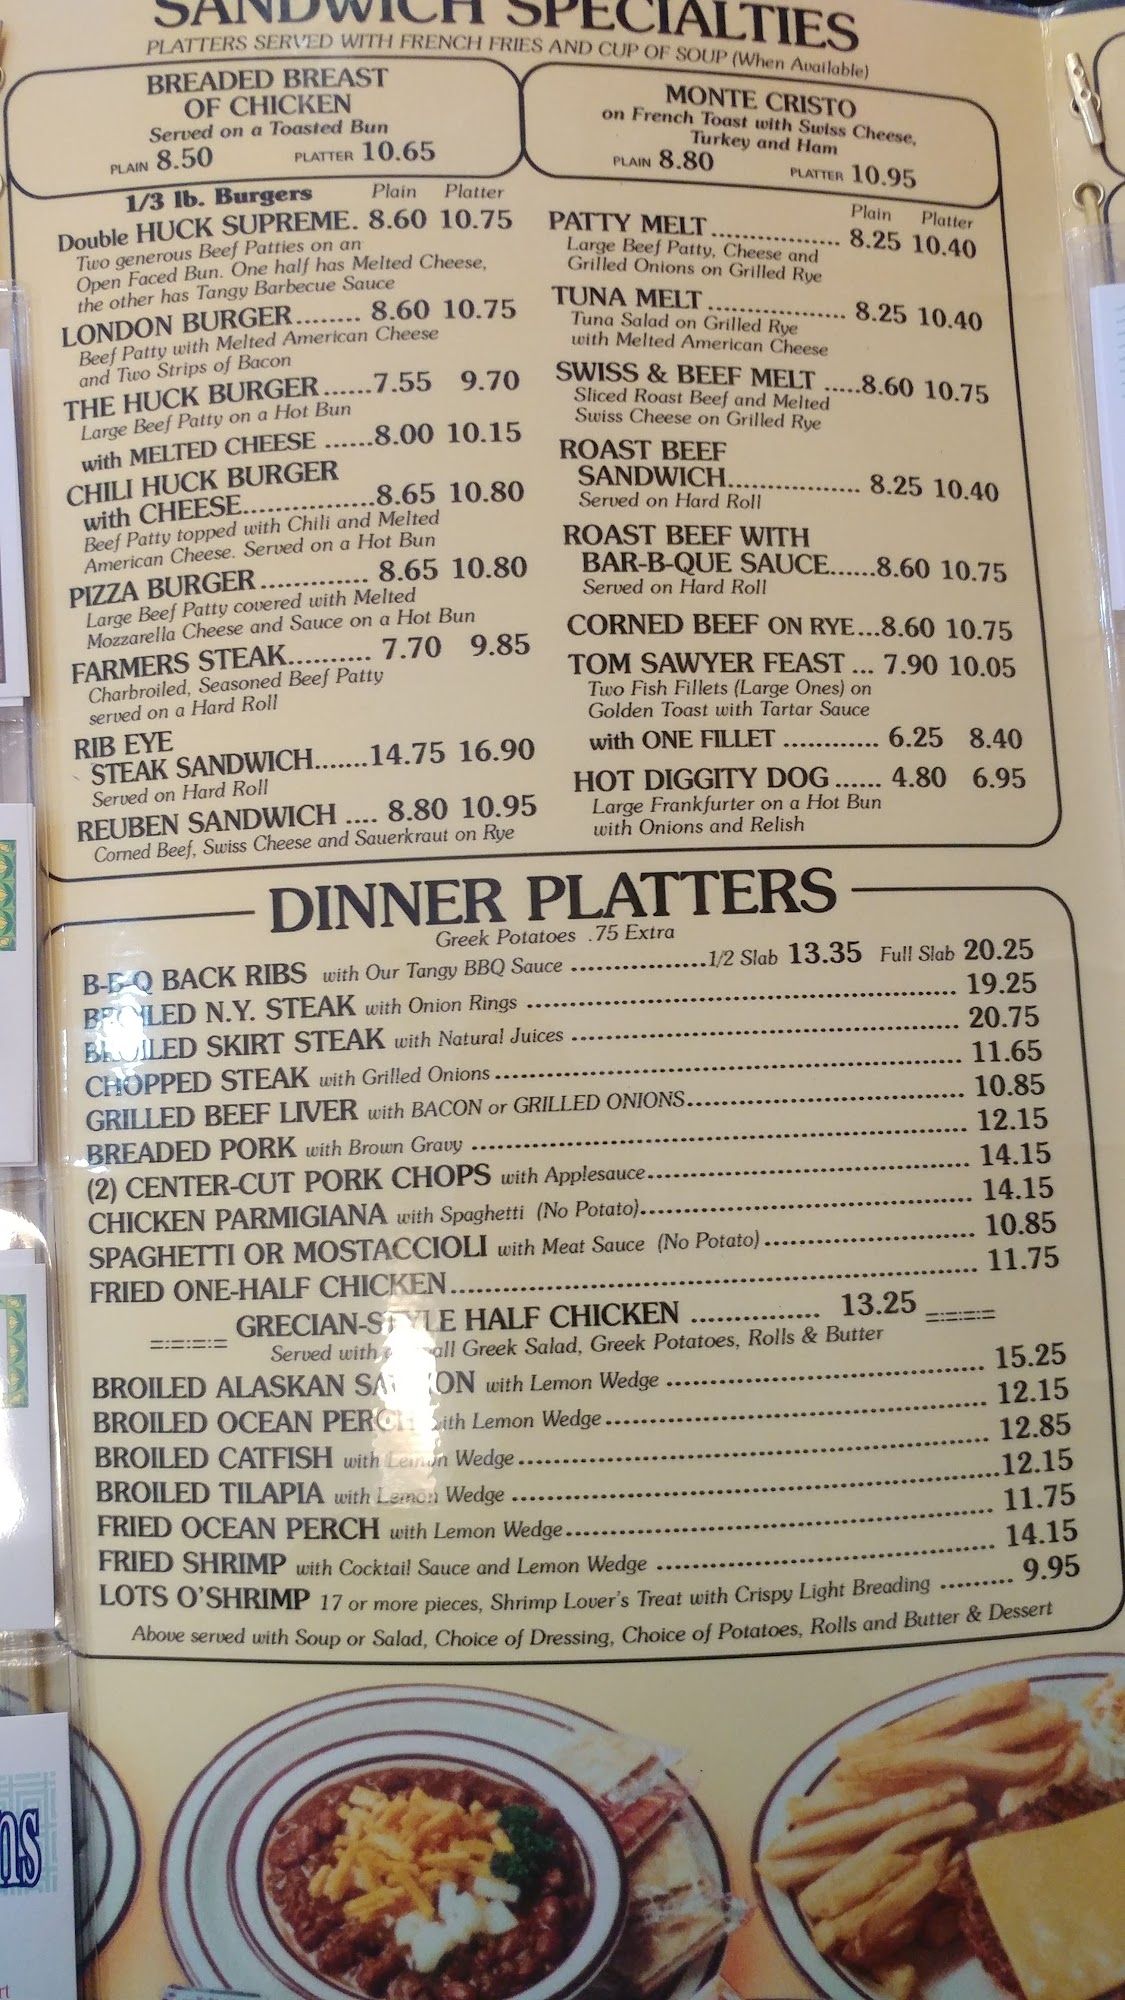 SANDWICH SPECIALTIES
PLATTERS SERVED WITH FRENCH FRIES AND CUP OF SOUP (When Available)
BREADED BREAST
OF CHICKEN
Served on a Toasted Bun
PLAIN 8.50 PLATTER 10.65
MONTE CRISTO
on French Toast with Swiss Cheese,
Turkey and Ham
PLAIN 8.80 PLATTER 10.95
1/3 lb. Burgers Plain Platter
Double HUCK SUPREME. 8.60 10.75
Two generous Beef Patties on an
Open Faced Bun. One half has Melted Cheese,
the other has Tangy Barbecue Sauce
LONDON BURGER........ 8.60 10.75
Beef Patty with Melted American Cheese
and Two Strips of Bacon
THE HUCK BURGER......7.55 9.70
Large Beef Patty on a Hot Bun
with MELTED CHEESE ......8.00 10.15
CHILI HUCK BURGER
with CHEESE................8.65 10.80
Beef Patty topped with Chili and Melted
American Cheese. Served on a Hot Bun
PIZZA BURGER............. 8.65 10.80
Large Beef Patty covered with Melted
Mozzarella Cheese and Sauce on a Hot Bun
FARMERS STEAK.......... 7.70 9.85
Charbroiled, Seasoned Beef Patty
served on a Hard Roll
RIB EYE
STEAK SANDWICH.......14.75 16.90
Served on Hard Roll
REUBEN SANDWICH .... 8.80 10.95
Corned Beef, Swiss Cheese and Sauerkraut on Rye
Plain Platter
PATTY MELT................ 8.25 10.40
Large Beef Patty, Cheese and
Grilled Onions on Grilled Rye
TUNA MELT.................. 8.25 10.40
Tuna Salad on Grilled Rye
with Melted American Cheese
SWISS & BEEF MELT .....8.60 10.75
Sliced Roast Beef and Melted
Swiss Cheese on Grilled Rye
ROAST BEEF
SANDWICH................. 8.25 10.40
Served on Hard Roll
ROAST BEEF WITH
BAR-B-QUE SAUCE......8.60 10.75
Served on Hard Roll
CORNED BEEF ON RYE...8.60 10.75
TOM SAWYER FEAST ... 7.90 10.05
Two Fish Fillets (Large Ones) on
Golden Toast with Tartar Sauce
with ONE FILLET ............ 6.25 8.40
HOT DIGGITY DOG...... 4.80 6.95
Large Frankfurter on a Hot Bun
with Onions and Relish
DINNER PLATTERS
Greek Potatoes .75 Extra
B-B-Q BACK RIBS with Our Tangy BBQ Sauce .................1/2 Slab 13.35 Full Slab 20.25
BROILED N.Y. STEAK with Onion Rings ........ 19.25
BROILED SKIRT STEAK with Natural Juices ........ 20.75
CHOPPED STEAK with Grilled Onions........ 11.65
GRILLED BEEF LIVER with BACON or GRILLED ONIONS........ 10.85
BREADED PORK with Brown Gravy ........ 12.15
(2) CENTER-CUT PORK CHOPS with Applesauce........ 14.15
CHICKEN PARMIGIANA with Spaghetti (No Potato)........ 14.15
SPAGHETTI OR MOSTACCIOLI with Meat Sauce (No Potato)........ 10.85
FRIED ONE-HALF CHICKEN........ 11.75
GRECIAN-STYLE HALF CHICKEN ............... 13.25
Served with Greek Salad, Greek Potatoes, Rolls & Butter
BROILED ALASKAN SALMON with Lemon Wedge ........ 15.25
BROILED OCEAN PERCH with Lemon Wedge........ 12.15
BROILED CATFISH with Lemon Wedge........ 12.85
BROILED TILAPIA with Lemon Wedge ........ 12.15
FRIED OCEAN PERCH with Lemon Wedge........ 11.75
FRIED SHRIMP with Cocktail Sauce and Lemon Wedge ........ 14.15
LOTS O'SHRIMP 17 or more pieces, Shrimp Lover's Treat with Crispy Light Breading ......... 9.95
Above served with Soup or Salad, Choice of Dressing, Choice of Potatoes, Rolls and Butter & Dessert
ns
rt